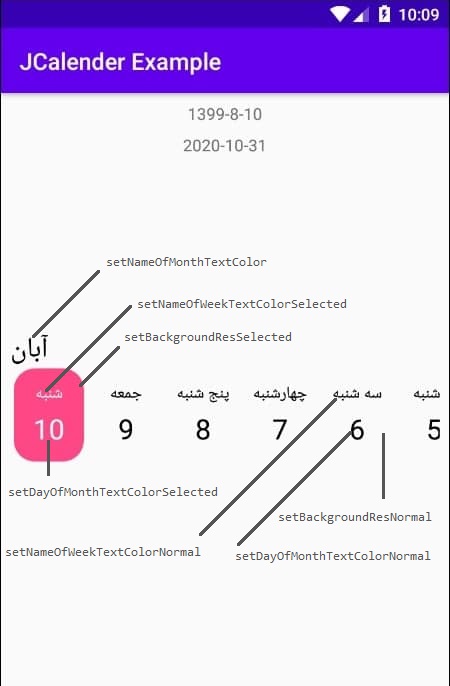 10:09
JCalender Example
1399-8-10
2020-10-31
setNameOfMonthTextColor
setNameOfWeekTextColorSelected
setBackgroundResSelected
آبان
شنبه جمعه پنج شنبه چهارشنبه سه شنبه شنبه
10 9 8 7 6 5
setDayOfMonthTextColorSelected
setBackgroundResNormal
setNameOfWeekTextColorNormal
setDayOfMonthTextColorNormal